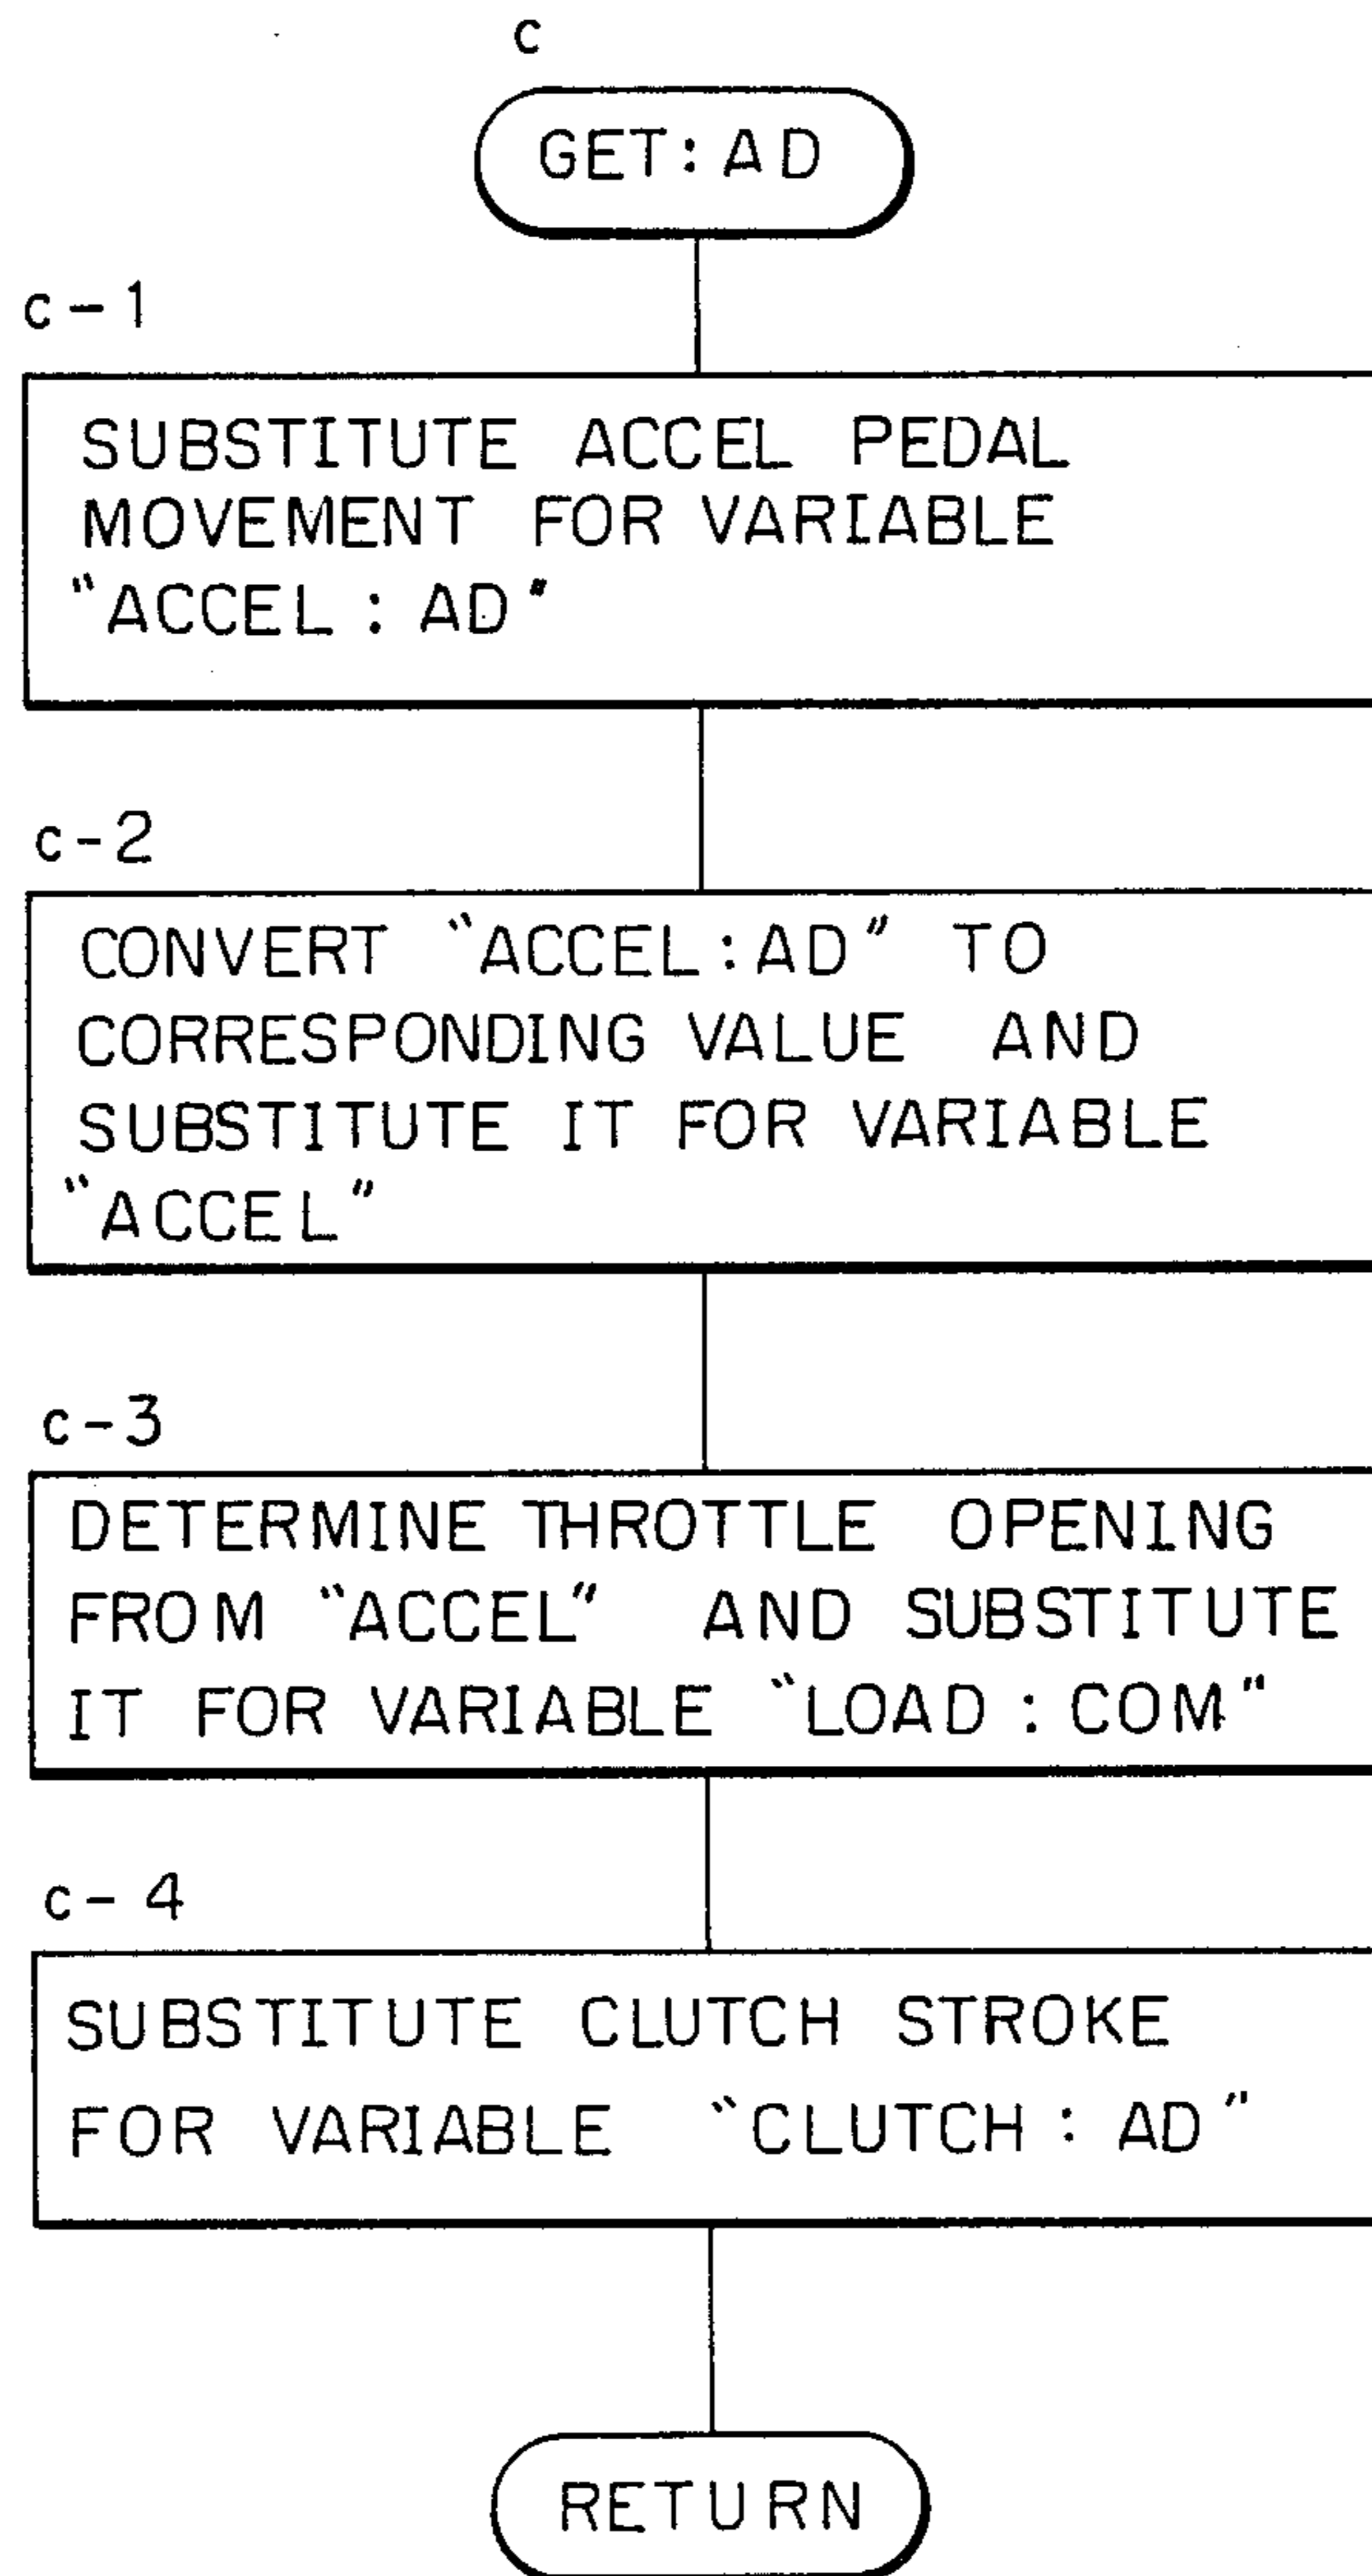 c
GET:AD
c-1
SUBSTITUTE ACCEL PEDAL
MOVEMENT FOR VARIABLE
"ACCEL : AD"
c-2
CONVERT "ACCEL:AD" TO
CORRESPONDING VALUE AND
SUBSTITUTE IT FOR VARIABLE
"ACCEL"
c-3
DETERMINE THROTTLE OPENING
FROM "ACCEL" AND SUBSTITUTE
IT FOR VARIABLE "LOAD : COM"
c-4
SUBSTITUTE CLUTCH STROKE
FOR VARIABLE "CLUTCH : AD"
RETURN